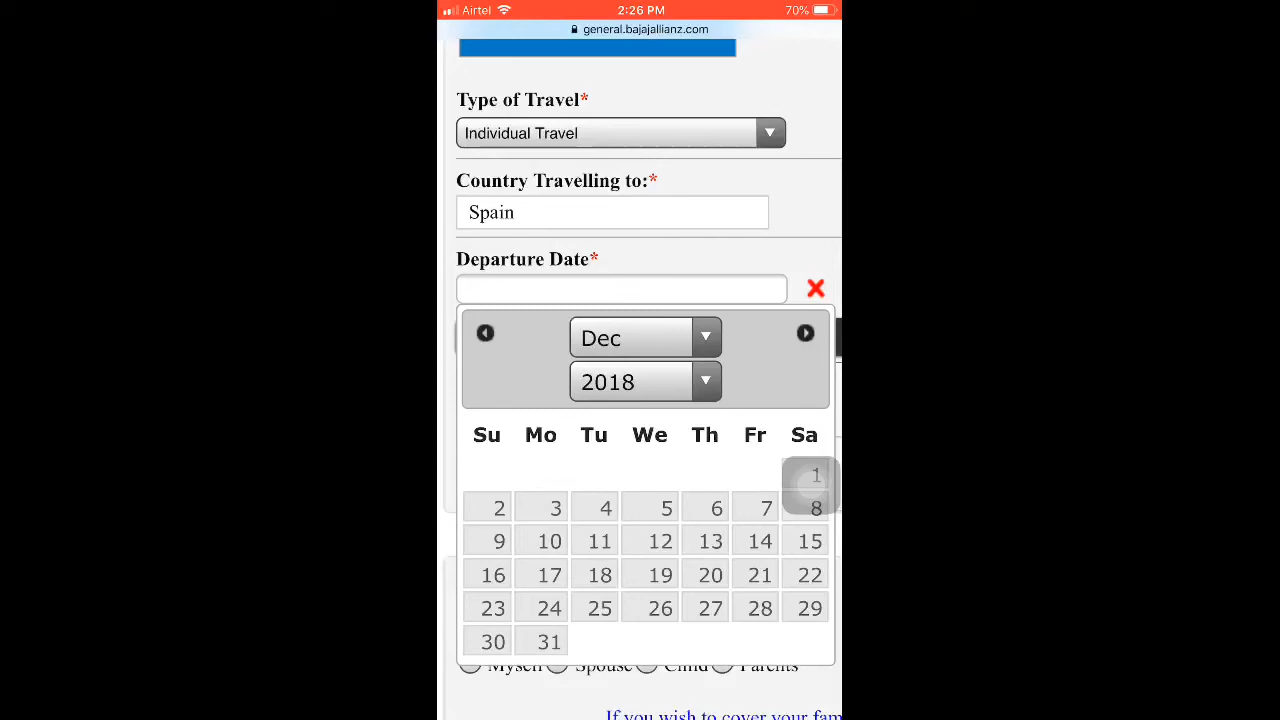 Airtel 2:26 PM 70%
general.bajajallianz.com
Type of Travel*
Individual Travel
Country Travelling to:*
Spain
Departure Date*
Dec
2018
Su Mo Tu We Th Fr Sa
1
2 3 4 5 6 7 8
9 10 11 12 13 14 15
16 17 18 19 20 21 22
23 24 25 26 27 28 29
30 31
Myself Spouse Child Parents
If you wish to cover your fam